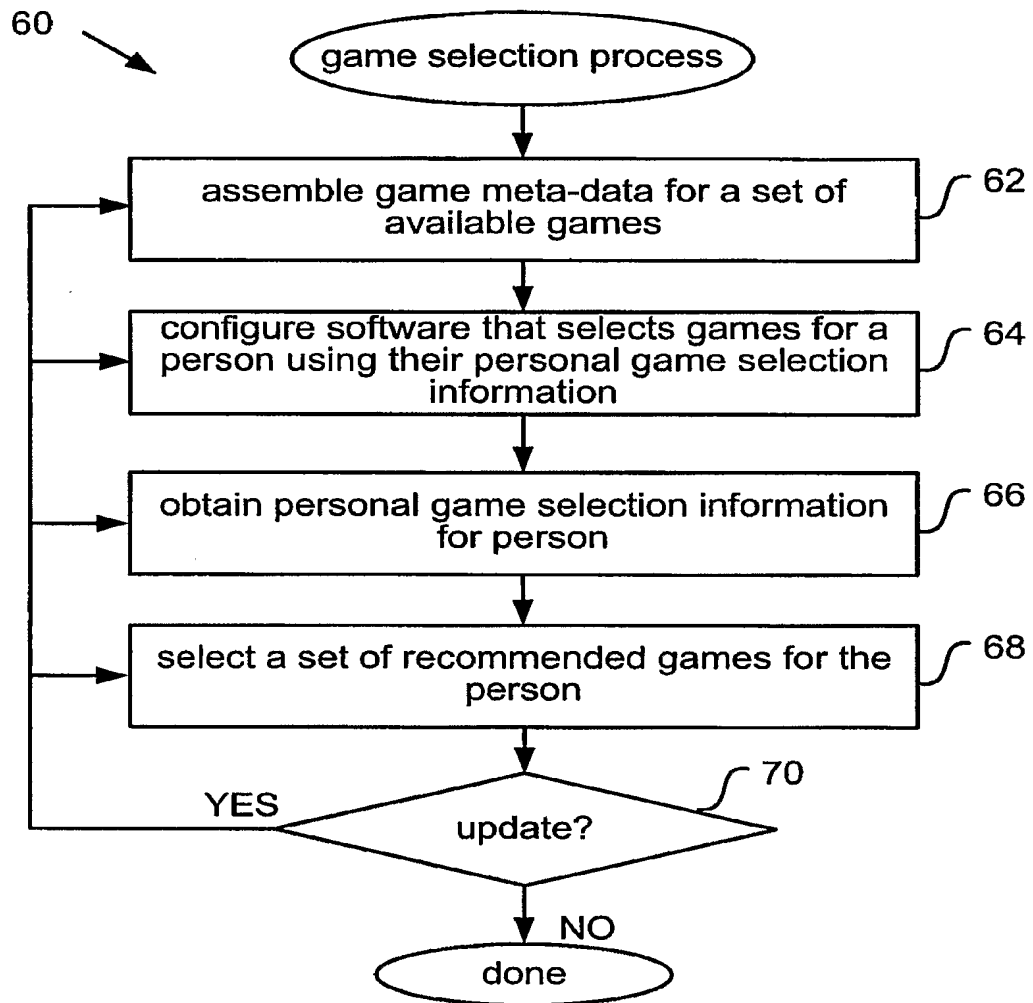 60
game selection process
assemble game meta-data for a set of
available games
62
configure software that selects games for a
person using their personal game selection
information
64
obtain personal game selection information
for person
66
select a set of recommended games for the
person
68
70
YES
update?
NO
done